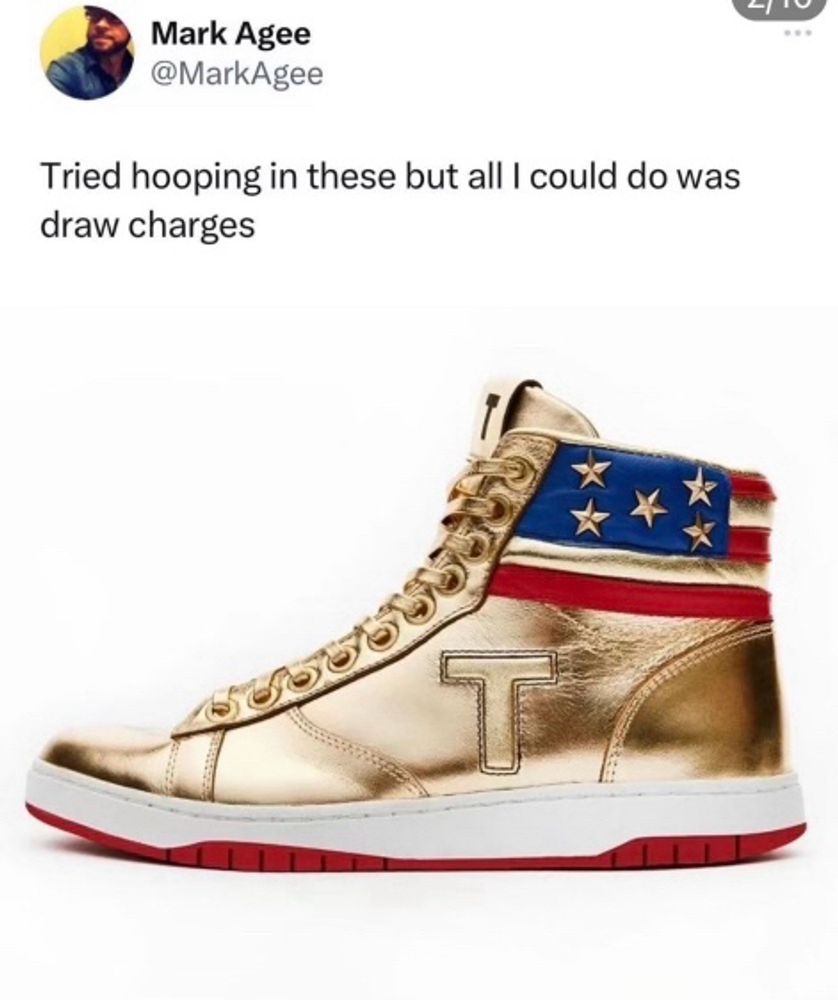 Mark Agee
@MarkAgee
Tried hooping in these but all I could do was
draw charges
T
T